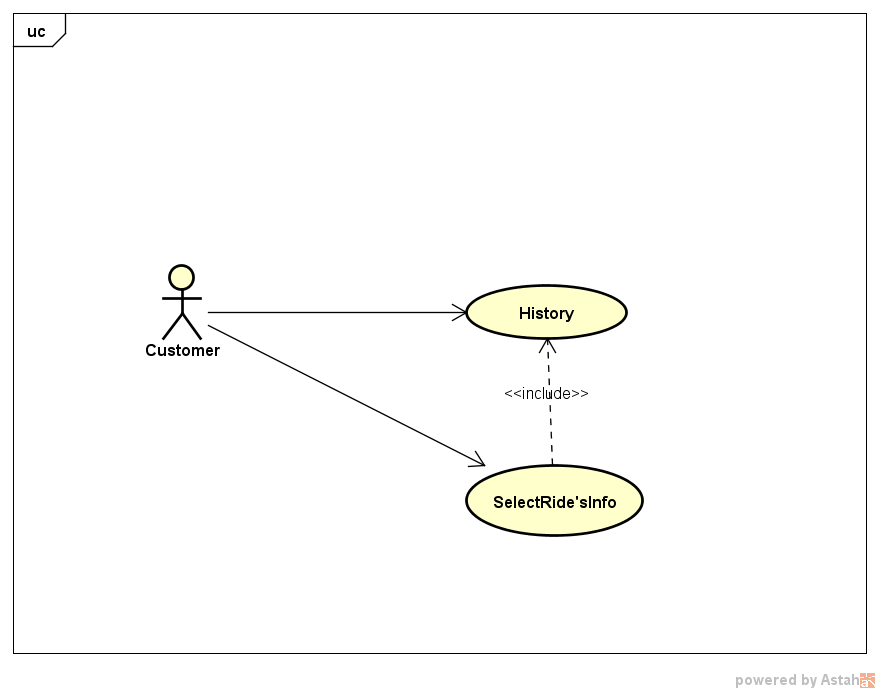 uc
Customer
History
<<include>>
SelectRide'sInfo
powered by Astah